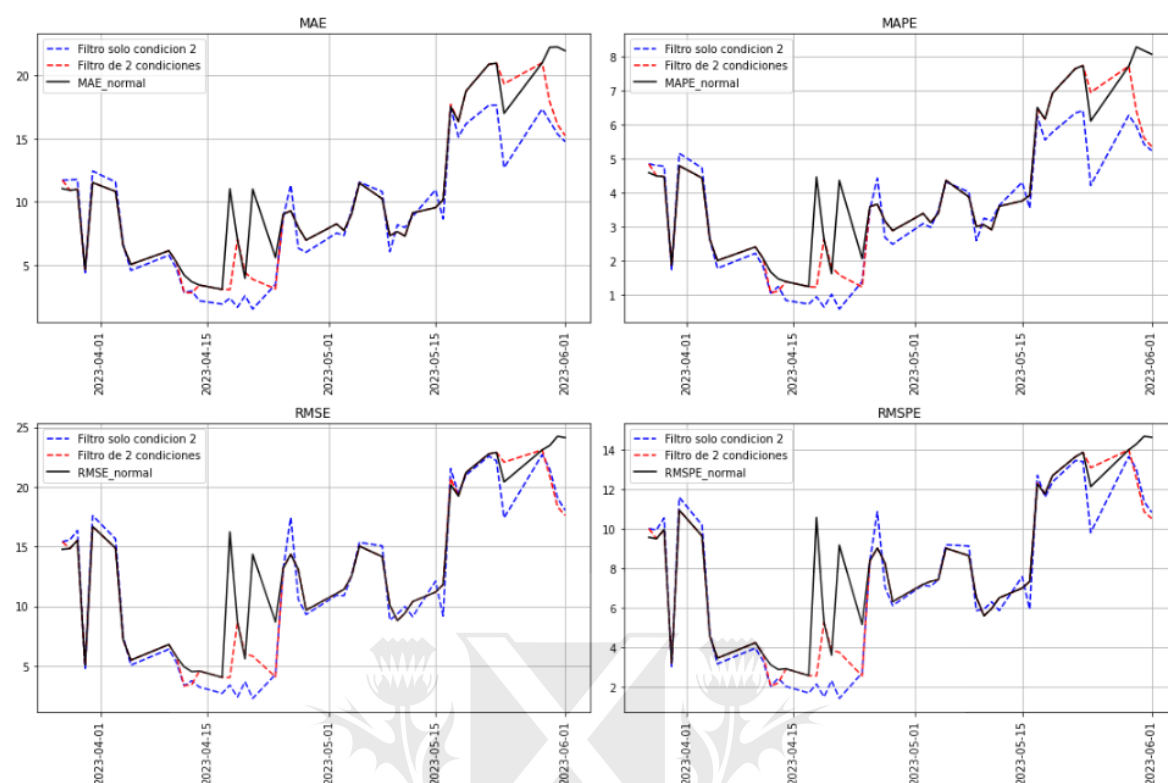 MAE
Filtro solo condicion 2
Filtro de 2 condiciones
MAE_normal
20
15
10
5
2023-04-01
2023-04-15
2023-05-01
2023-05-15
2023-06-01
MAPE
Filtro solo condicion 2
Filtro de 2 condiciones
MAPE_normal
8
7
6
5
4
3
2
1
2023-04-01
2023-04-15
2023-05-01
2023-05-15
2023-06-01
RMSE
Filtro solo condicion 2
Filtro de 2 condiciones
RMSE_normal
25
20
15
10
5
2023-04-01
2023-04-15
2023-05-01
2023-05-15
2023-06-01
RMSPE
Filtro solo condicion 2
Filtro de 2 condiciones
RMSPE_normal
14
12
10
8
6
4
2
2023-04-01
2023-04-15
2023-05-01
2023-05-15
2023-06-01